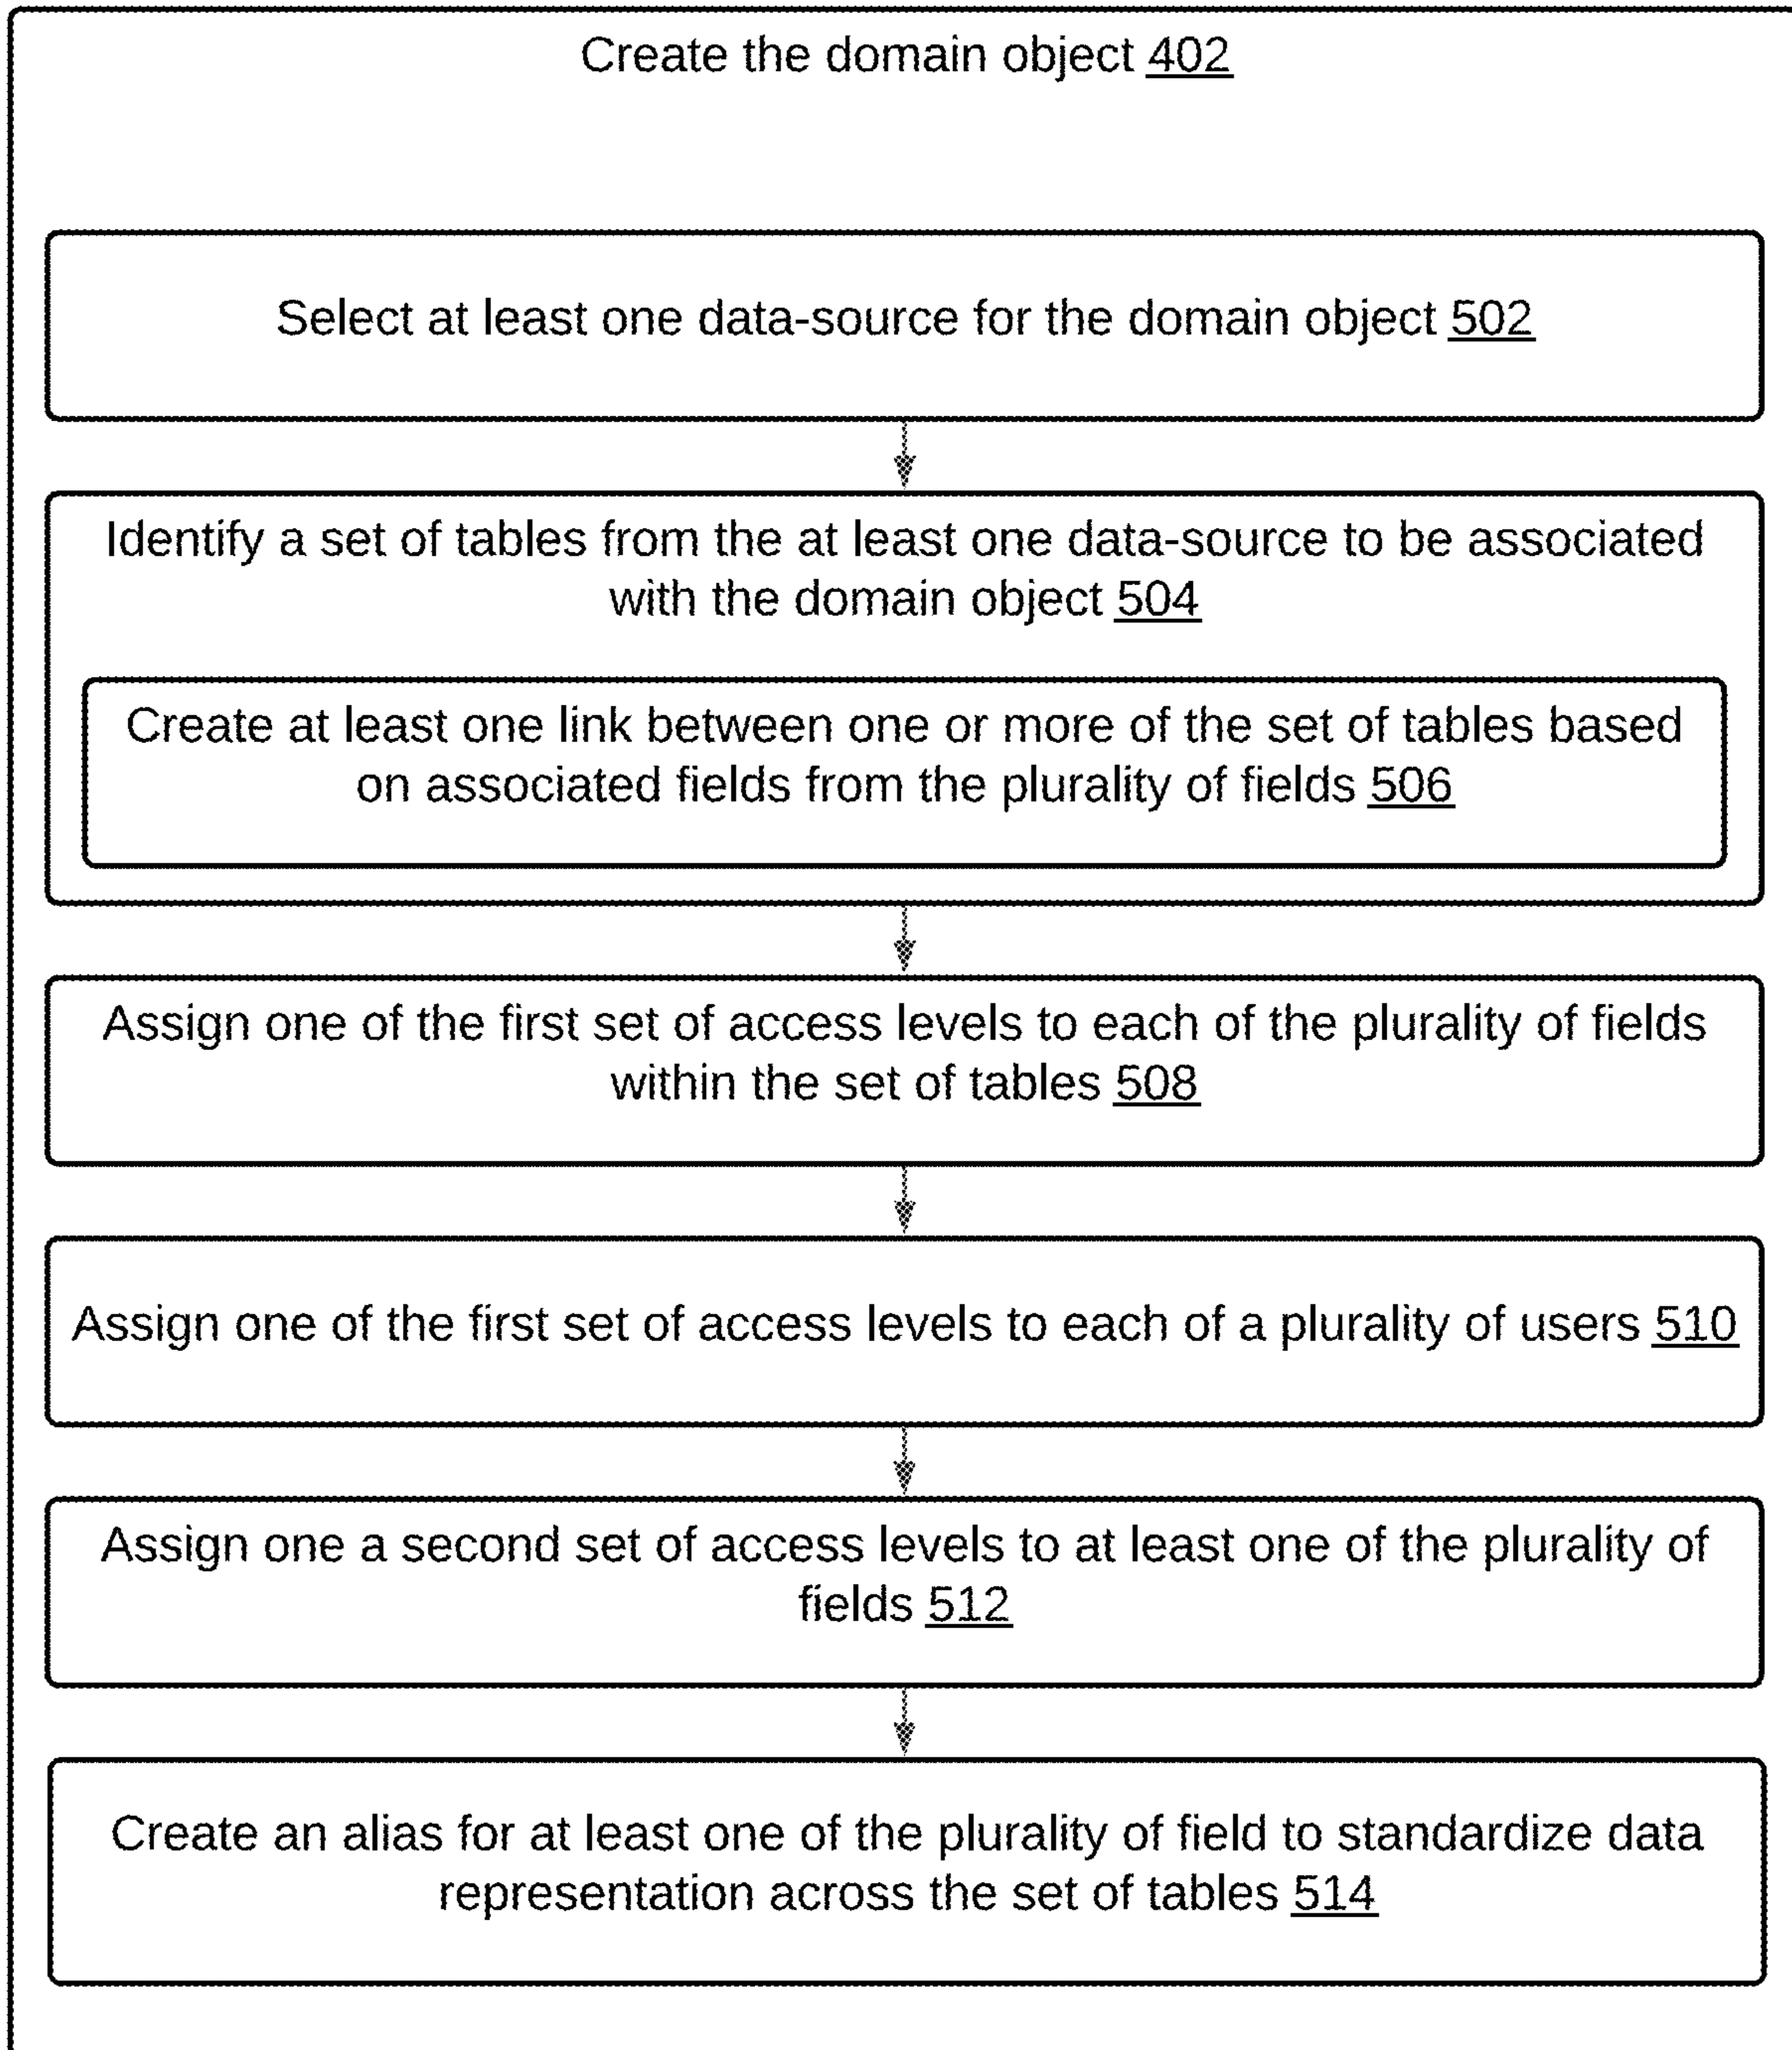 Create the domain object 402
Select at least one data-source for the domain object 502
Identify a set of tables from the at least one data-source to be associated
with the domain object 504
Create at least one link between one or more of the set of tables based
on associated fields from the plurality of fields 506
Assign one of the first set of access levels to each of the plurality of fields
within the set of tables 508
Assign one of the first set of access levels to each of a plurality of users 510
Assign one a second set of access levels to at least one of the plurality of
fields 512
Create an alias for at least one of the plurality of field to standardize data
representation across the set of tables 514